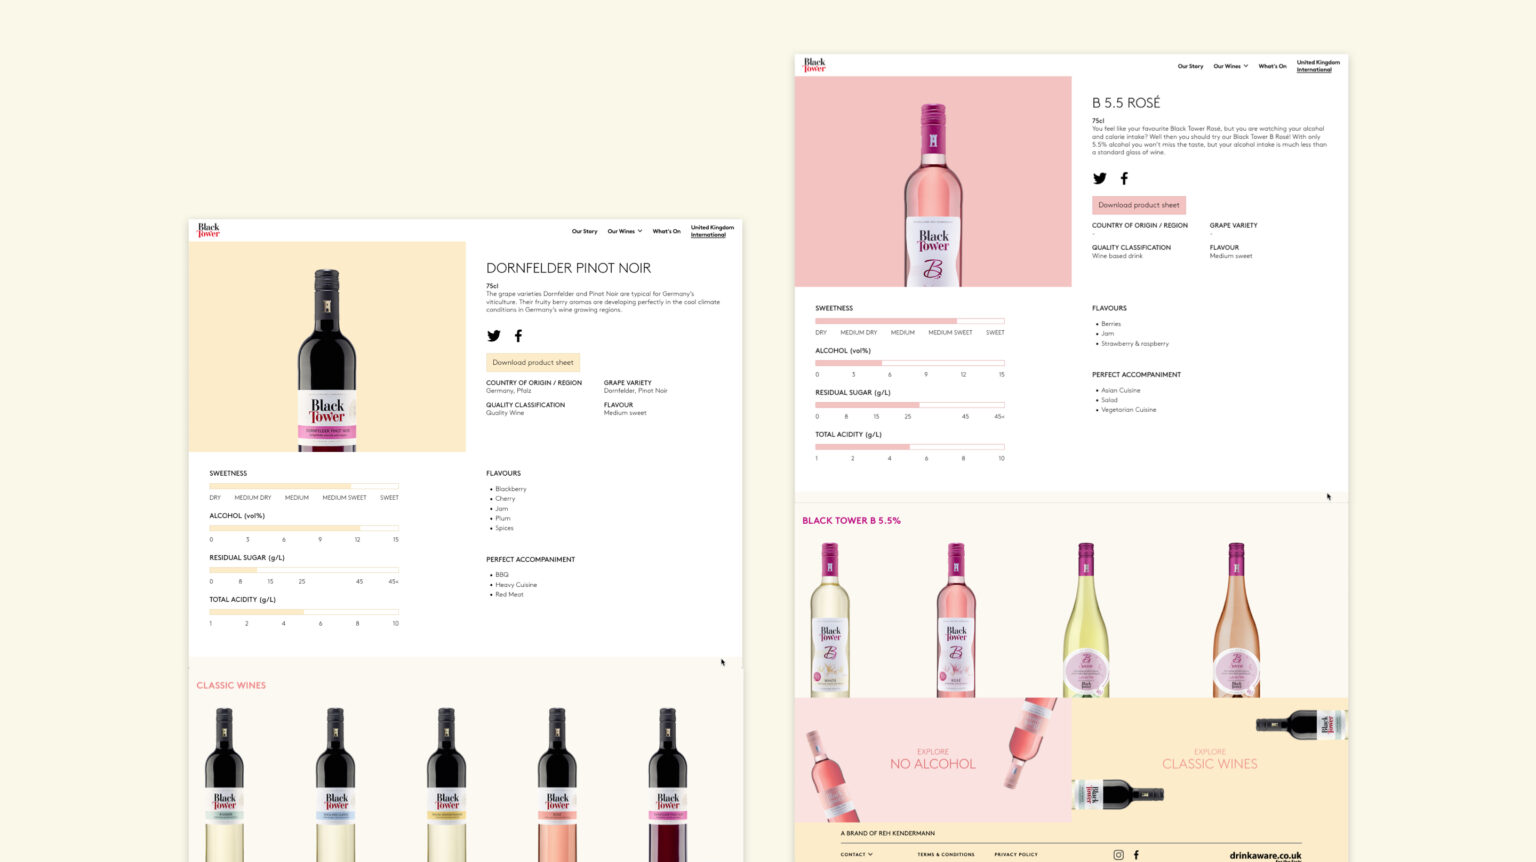 Black
Tower
Our Story
Our Wines
What's On
United Kingdom
International
Black
Tower
DORNFELDER PINOT NOIR
DORNFELDER PINOT NOIR
75cl
The grape varieties Dornfelder and Pinot Noir are typical for Germany's
viticulture. Their fruity berry aromas are developing perfectly in the cool climate
conditions in Germany's wine growing regions.
Download product sheet
COUNTRY OF ORIGIN / REGION
Germany, Pfalz
GRAPE VARIETY
Dornfelder, Pinot Noir
QUALITY CLASSIFICATION
Quality Wine
FLAVOUR
Medium sweet
SWEETNESS
DRY MEDIUM DRY MEDIUM MEDIUM SWEET SWEET
ALCOHOL (vol%)
0 3 6 9 12 15
RESIDUAL SUGAR (g/L)
0 8 15 25 45 45<
TOTAL ACIDITY (g/L)
1 2 4 6 8 10
FLAVOURS
• Blackberry
• Cherry
• Jam
• Plum
• Spices
PERFECT ACCOMPANIMENT
• BBQ
• Heavy Cuisine
• Red Meat
CLASSIC WINES
Black
Tower
Black
Tower
Black
Tower
Black
Tower
Black
Tower
Black
Tower
Our Story
Our Wines
What's On
United Kingdom
International
Black
Tower
B
B 5.5 ROSÉ
75cl
You feel like your favourite Black Tower Rosé, but you are watching your alcohol
and calorie intake? Well then you should try our Black Tower B Rosé! With only
5.5% alcohol you won't miss the taste, but your alcohol intake is much less than
a standard glass of wine.
Download product sheet
COUNTRY OF ORIGIN / REGION
-
GRAPE VARIETY
-
QUALITY CLASSIFICATION
Wine based drink
FLAVOUR
Medium sweet
SWEETNESS
DRY MEDIUM DRY MEDIUM MEDIUM SWEET SWEET
ALCOHOL (vol%)
0 3 6 9 12 15
RESIDUAL SUGAR (g/L)
0 8 15 25 45 45<
TOTAL ACIDITY (g/L)
1 2 4 6 8 10
FLAVOURS
• Berries
• Jam
• Strawberry & raspberry
PERFECT ACCOMPANIMENT
• Asian Cuisine
• Salad
• Vegetarian Cuisine
BLACK TOWER B 5.5%
Black
Tower
B
WHITE
Black
Tower
B
ROSÉ
B
Black
Tower
B
Black
Tower
EXPLORE
NO ALCOHOL
EXPLORE
CLASSIC WINES
Black
Tower
Black
Tower
A BRAND OF REH KENDERMANN
CONTACT
TERMS & CONDITIONS
PRIVACY POLICY
drinkaware.co.uk